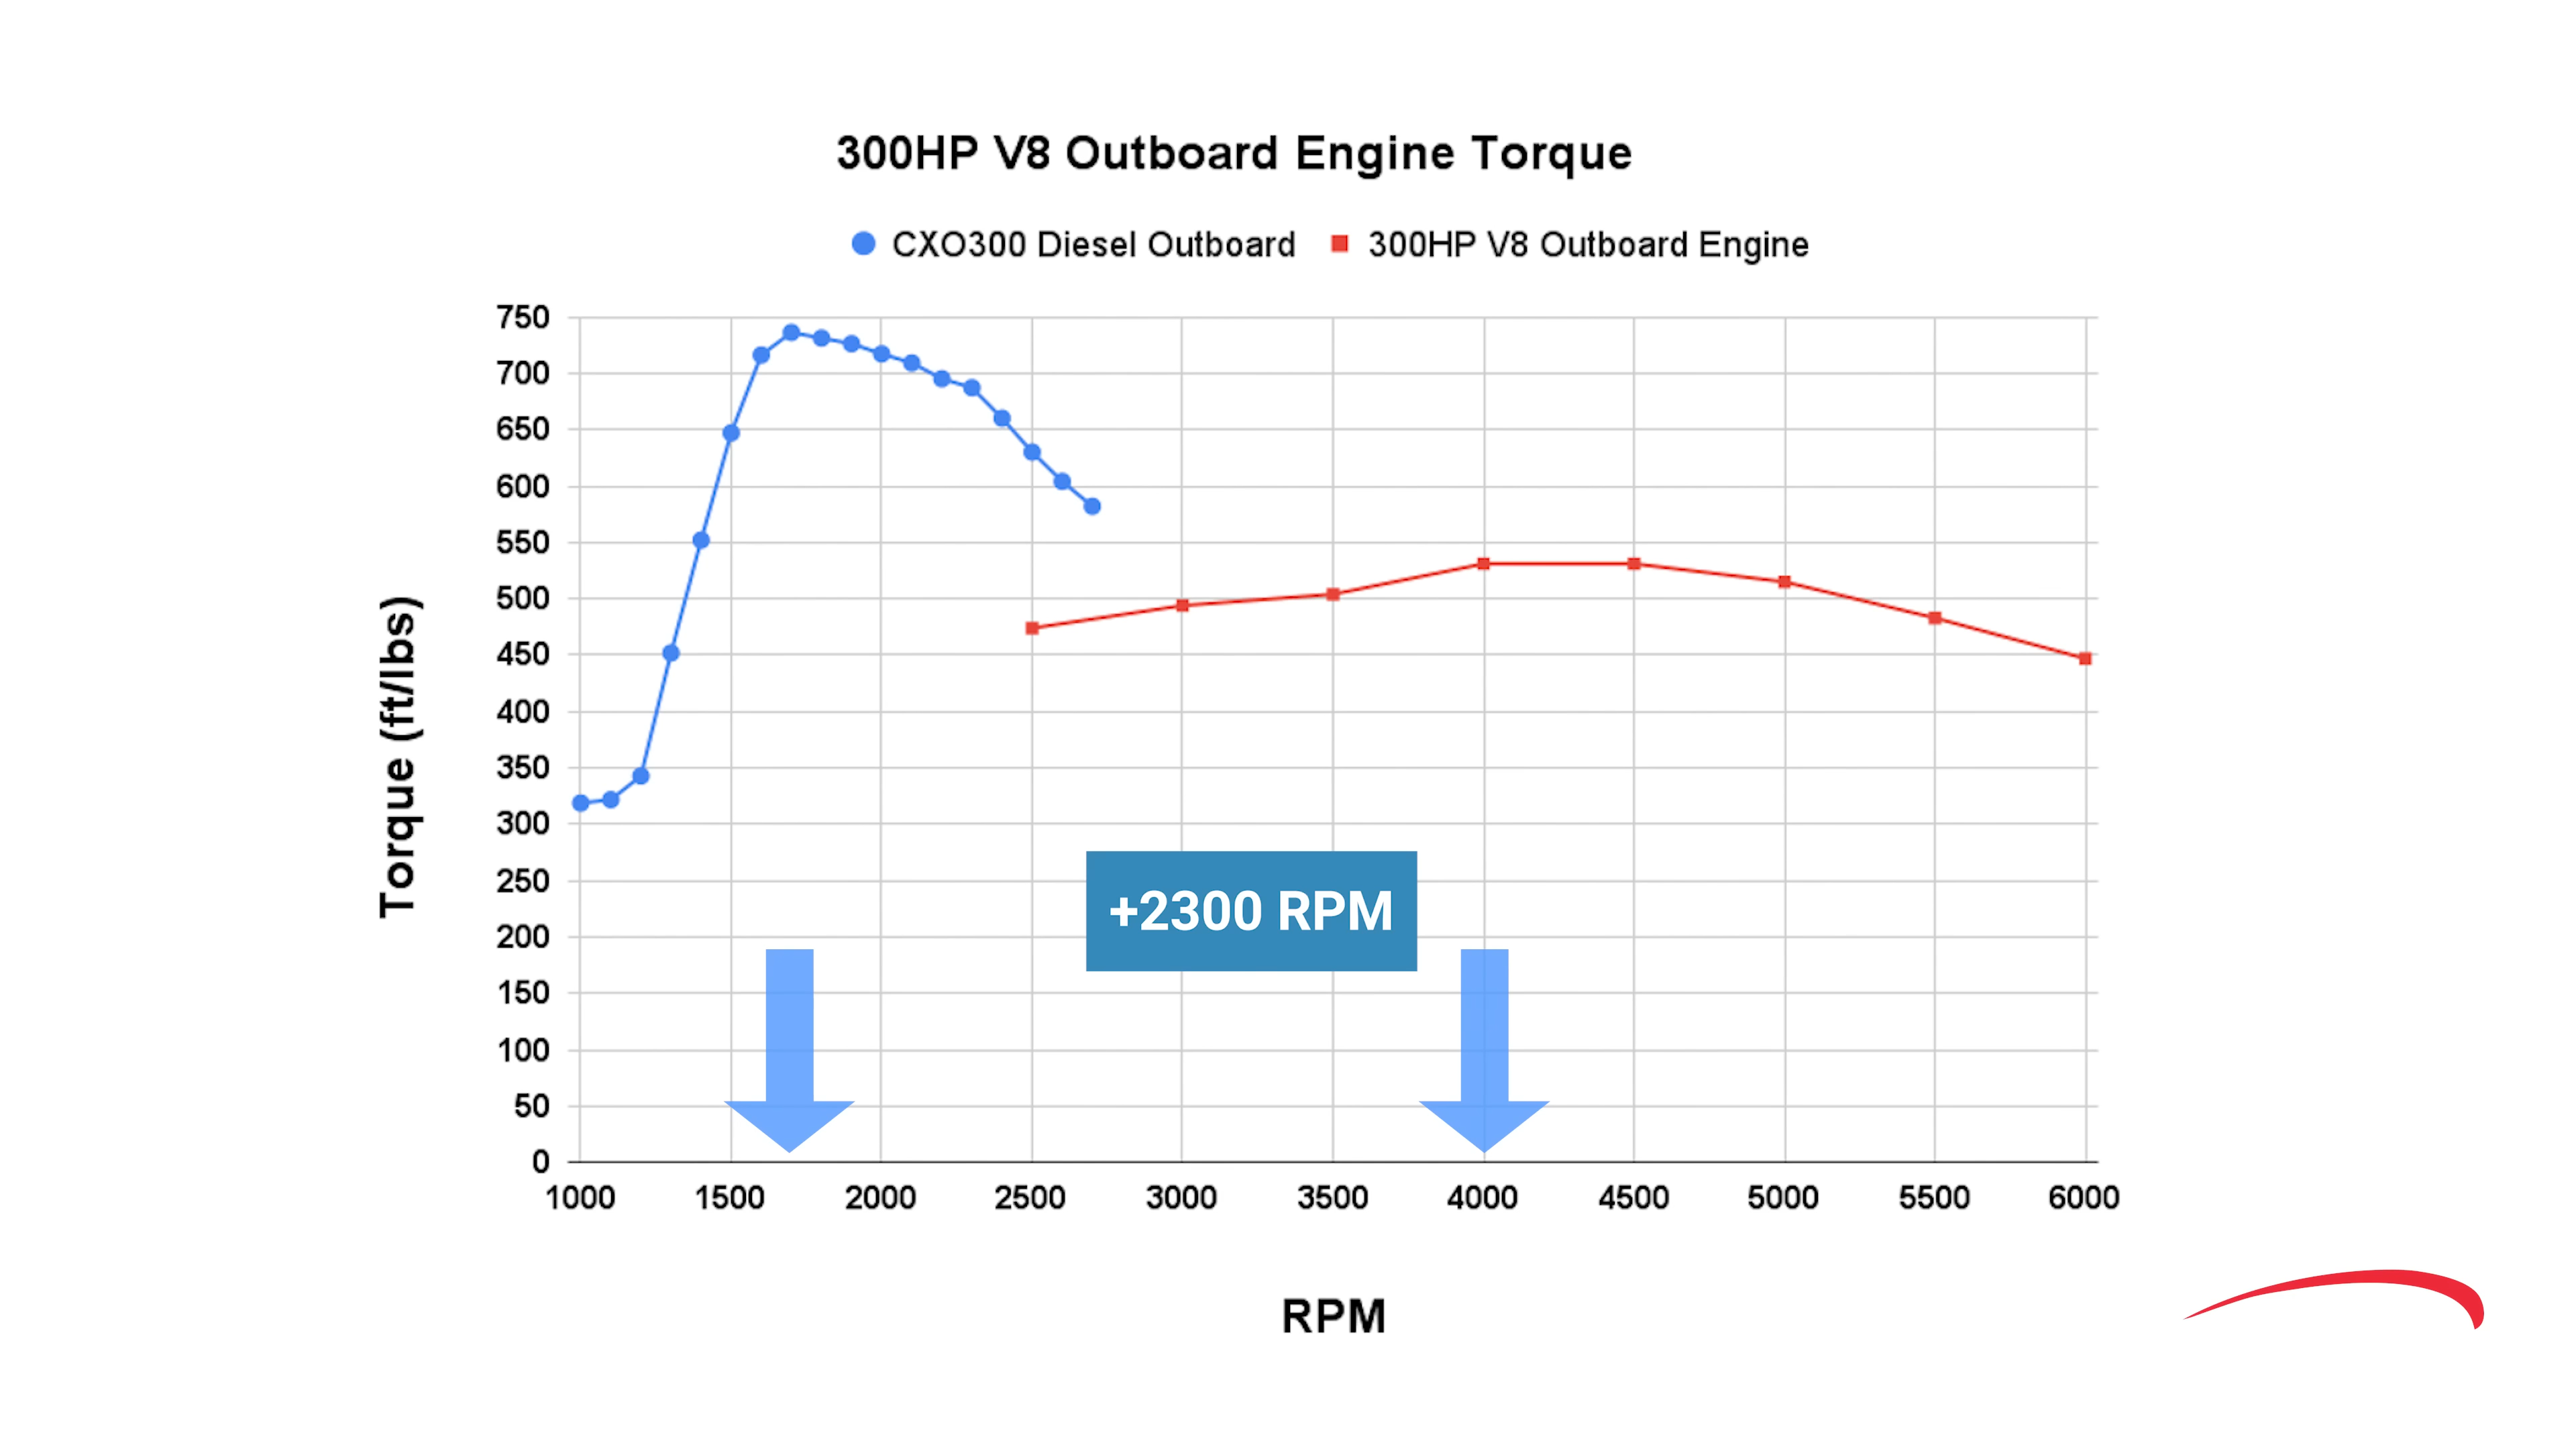 300HP V8 Outboard Engine Torque
CXO300 Diesel Outboard
300HP V8 Outboard Engine
Torque (ft/lbs)
750
700
650
600
550
500
450
400
350
300
250
200
150
100
50
0
+2300 RPM
1000 1500 2000 2500 3000 3500 4000 4500 5000 5500 6000
RPM